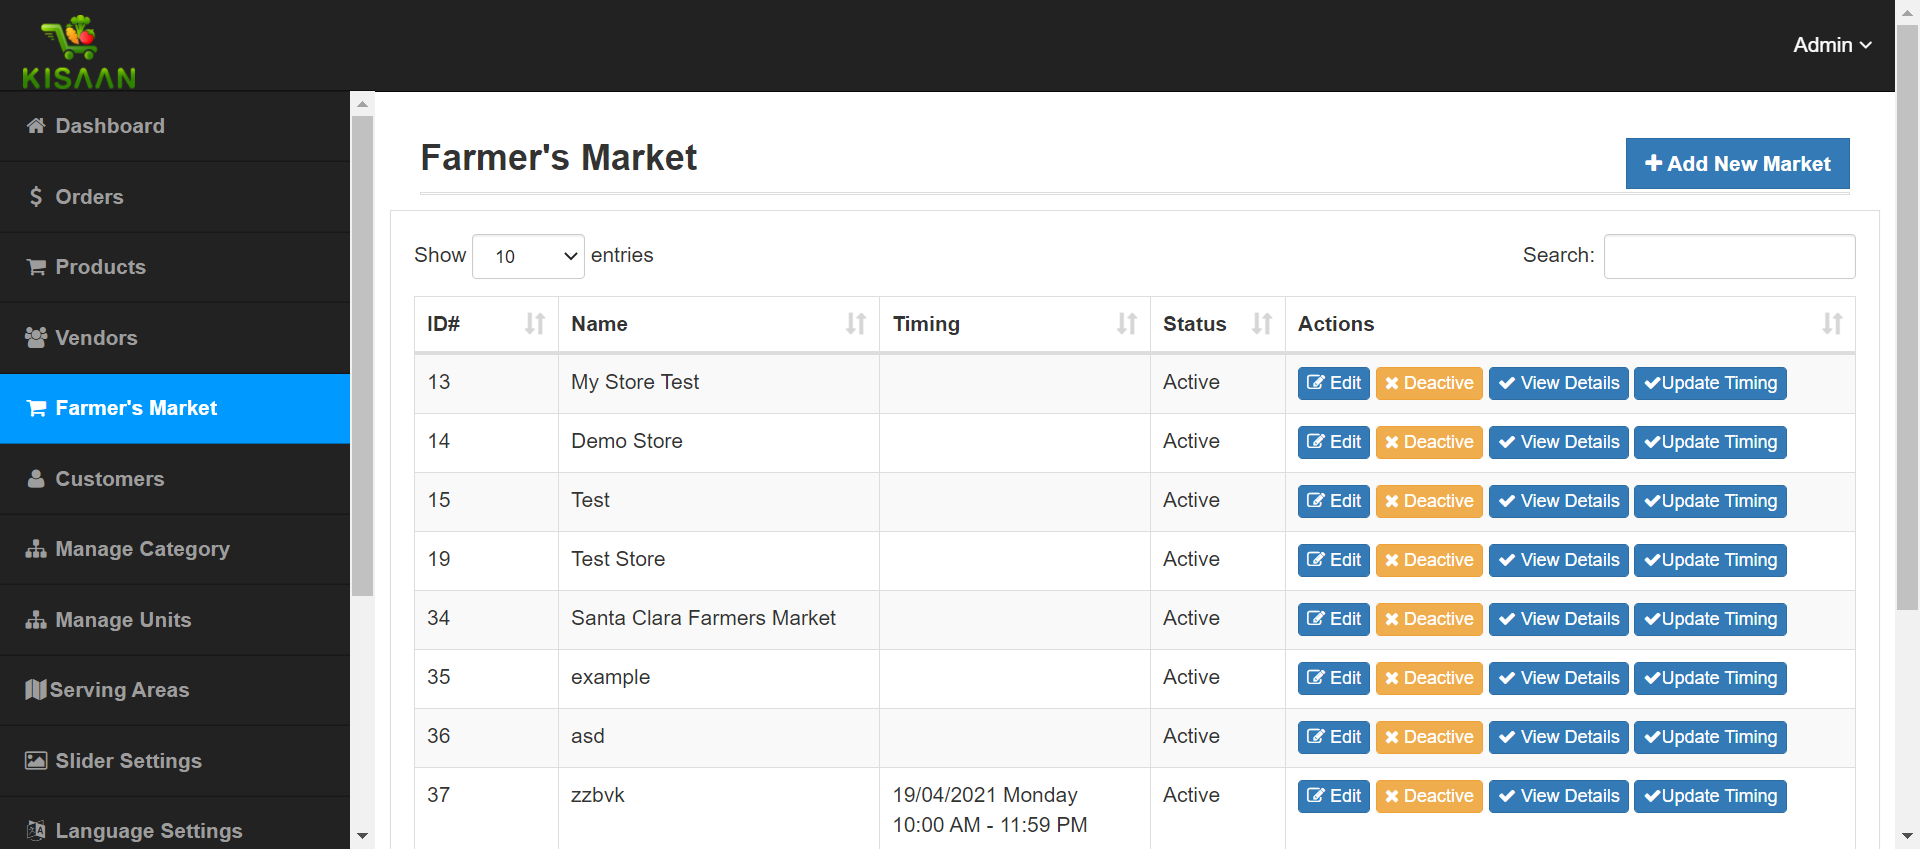 KISAAN
Admin
Dashboard
Orders
Products
Vendors
Farmer's Market
Customers
Manage Category
Manage Units
Serving Areas
Slider Settings
Language Settings
Farmer's Market
Add New Market
Show 10 entries
Search:
ID# Name Timing Status Actions
13 My Store Test Active Edit Deactive View Details Update Timing
14 Demo Store Active Edit Deactive View Details Update Timing
15 Test Active Edit Deactive View Details Update Timing
19 Test Store Active Edit Deactive View Details Update Timing
34 Santa Clara Farmers Market Active Edit Deactive View Details Update Timing
35 example Active Edit Deactive View Details Update Timing
36 asd Active Edit Deactive View Details Update Timing
37 zzbvk 19/04/2021 Monday Active Edit Deactive View Details Update Timing
10:00 AM - 11:59 PM